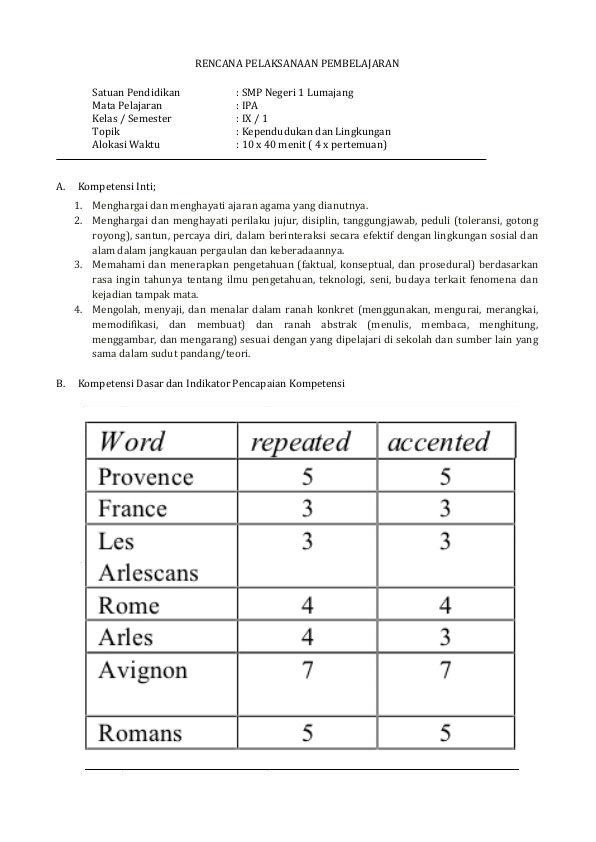 RENCANA PELAKSANAAN PEMBELAJARAN
Satuan Pendidikan : SMP Negeri 1 Lumajang
Mata Pelajaran : IPA
Kelas / Semester : IX / 1
Topik : Kependudukan dan Lingkungan
Alokasi Waktu : 10 x 40 menit ( 4 x pertemuan)
A. Kompetensi Inti;
1. Menghargai dan menghayati ajaran agama yang dianutnya.
2. Menghargai dan menghayati perilaku jujur, disiplin, tanggungjawab, peduli (toleransi, gotong
royong), santun, percaya diri, dalam berinteraksi secara efektif dengan lingkungan sosial dan
alam dalam jangkauan pergaulan dan keberadaannya.
3. Memahami dan menerapkan pengetahuan (faktual, konseptual, dan prosedural) berdasarkan
rasa ingin tahunya tentang ilmu pengetahuan, teknologi, seni, budaya terkait fenomena dan
kejadian tampak mata.
4. Mengolah, menyaji, dan menalar dalam ranah konkret (menggunakan, mengurai, merangkai,
memodifikasi, dan membuat) dan ranah abstrak (menulis, membaca, menghitung,
menggambar, dan mengarang) sesuai dengan yang dipelajari di sekolah dan sumber lain yang
sama dalam sudut pandang/teori.
B. Kompetensi Dasar dan Indikator Pencapaian Kompetensi
Word repeated accented
Provence 5 5
France 3 3
Les 3 3
Arlescans
Rome 4 4
Arles 4 3
Avignon 7 7
Romans 5 5